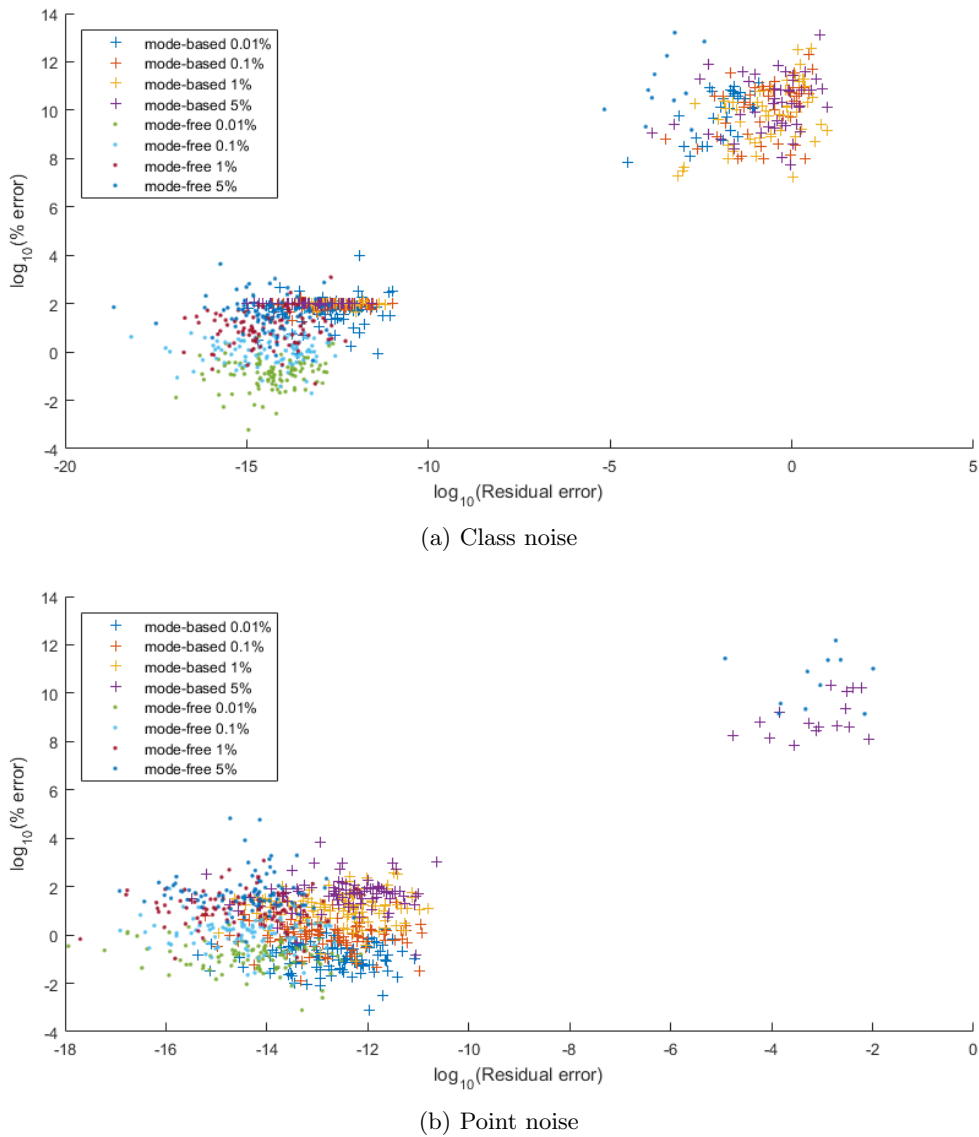 14
12
10
8
6
4
2
0
-2
-4
log10(% error)
mode-based 0.01%
mode-based 0.1%
mode-based 1%
mode-based 5%
mode-free 0.01%
mode-free 0.1%
mode-free 1%
mode-free 5%
-20 -15 -10 -5 0 5
log10(Residual error)
(a) Class noise
14
12
10
8
6
4
2
0
-2
-4
log10(% error)
mode-based 0.01%
mode-based 0.1%
mode-based 1%
mode-based 5%
mode-free 0.01%
mode-free 0.1%
mode-free 1%
mode-free 5%
-18 -16 -14 -12 -10 -8 -6 -4 -2 0
log10(Residual error)
(b) Point noise